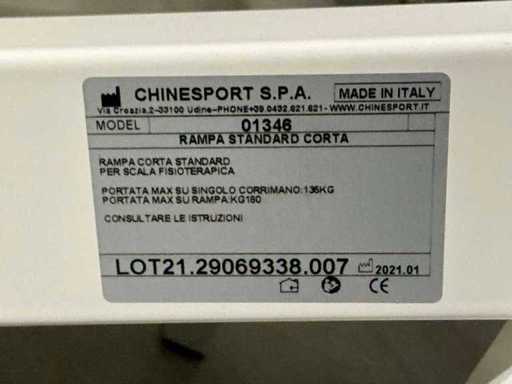 CHINESPORT S.P.A. MADE IN ITALY
Via Croazia,2-33100 Udine-PHONE+39.0432.621.621- WWW.CHINESPORT.IT
MODEL 01346
RAMPA STANDARD CORTA
RAMPA CORTA STANDARD
PER SCALA FISIOTERAPICA
PORTATA MAX SU SINGOLO CORRIMANO:135KG
PORTATA MAX SU RAMPA:KG180
CONSULTARE LE ISTRUZIONI
LOT21.29069338.007 2021.01
CE